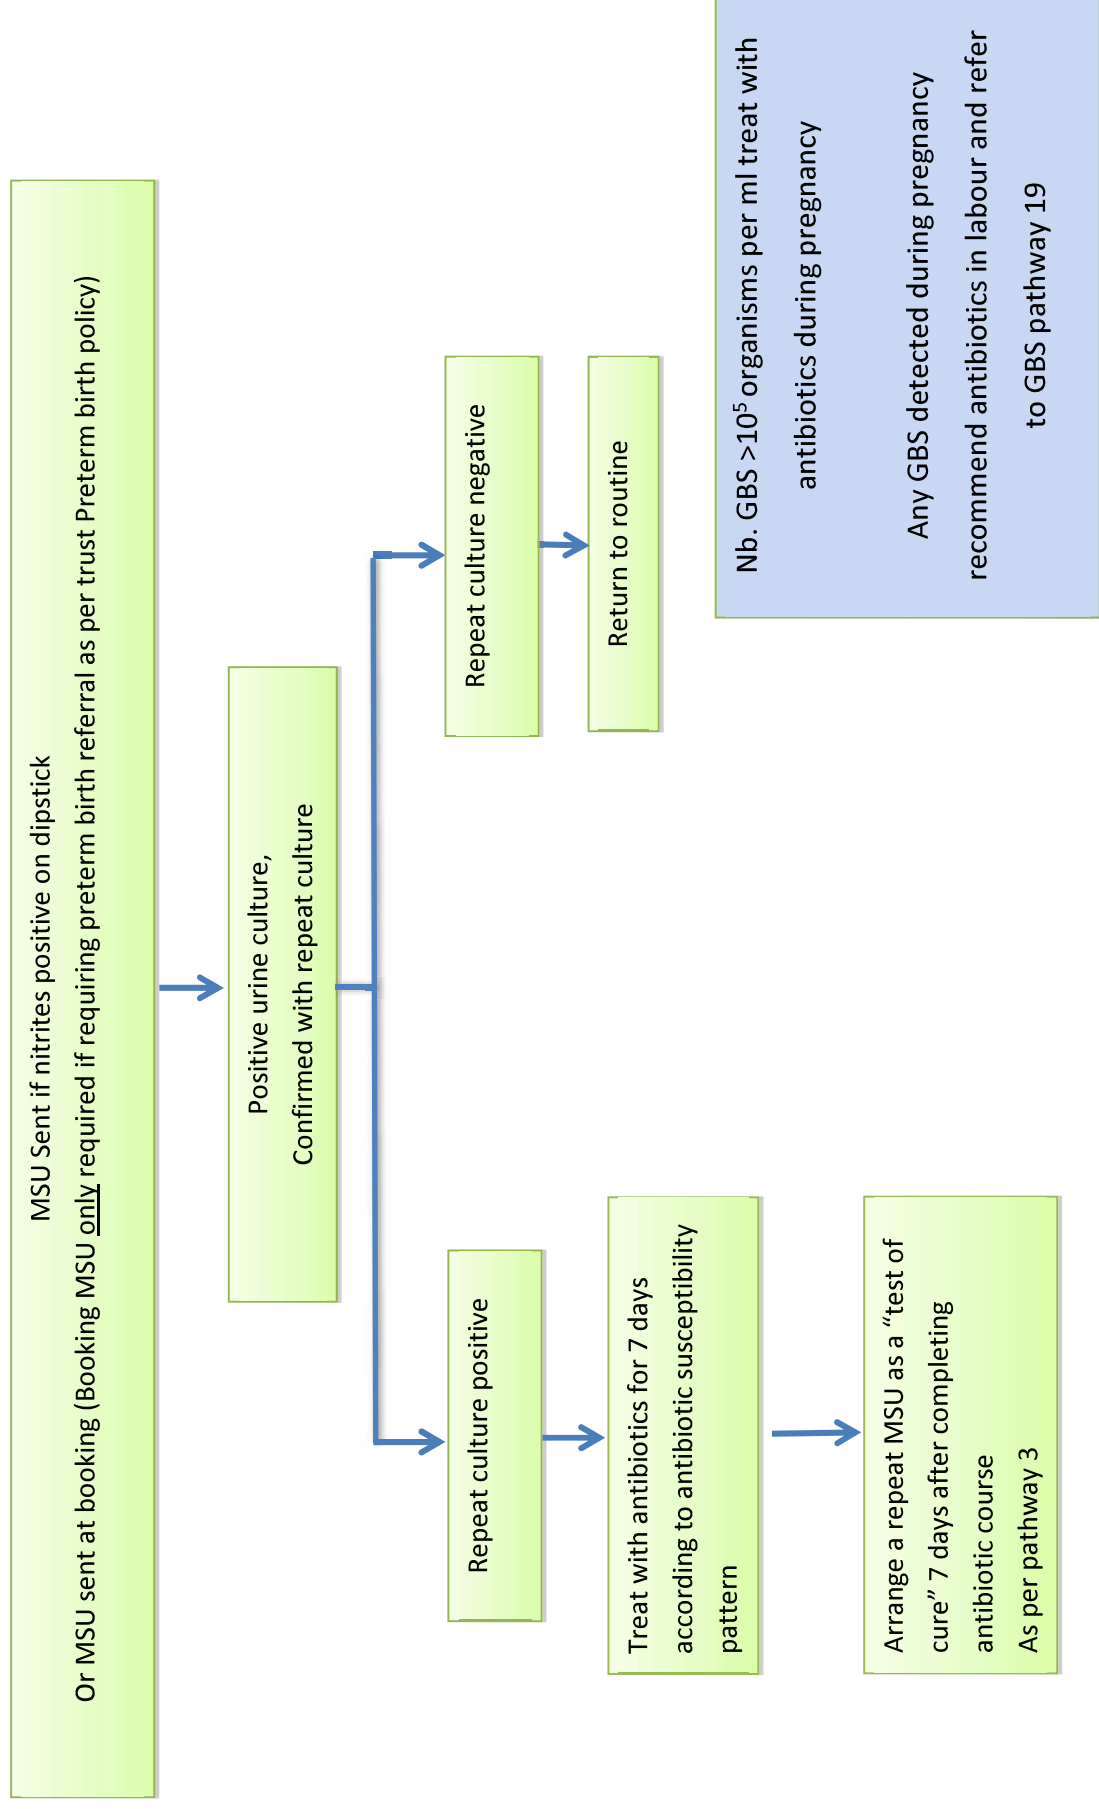 MSU Sent if nitrites positive on dipstick
Or MSU sent at booking (Booking MSU only required if requiring preterm birth referral as per trust Preterm birth policy)
Positive urine culture,
Confirmed with repeat culture
Repeat culture positive
Treat with antibiotics for 7 days
according to antibiotic susceptibility
pattern
Arrange a repeat MSU as a “test of
cure” 7 days after completing
antibiotic course
As per pathway 3
Repeat culture negative
Return to routine
Nb. GBS >10⁵ organisms per ml treat with
antibiotics during pregnancy
Any GBS detected during pregnancy
recommend antibiotics in labour and refer
to GBS pathway 19